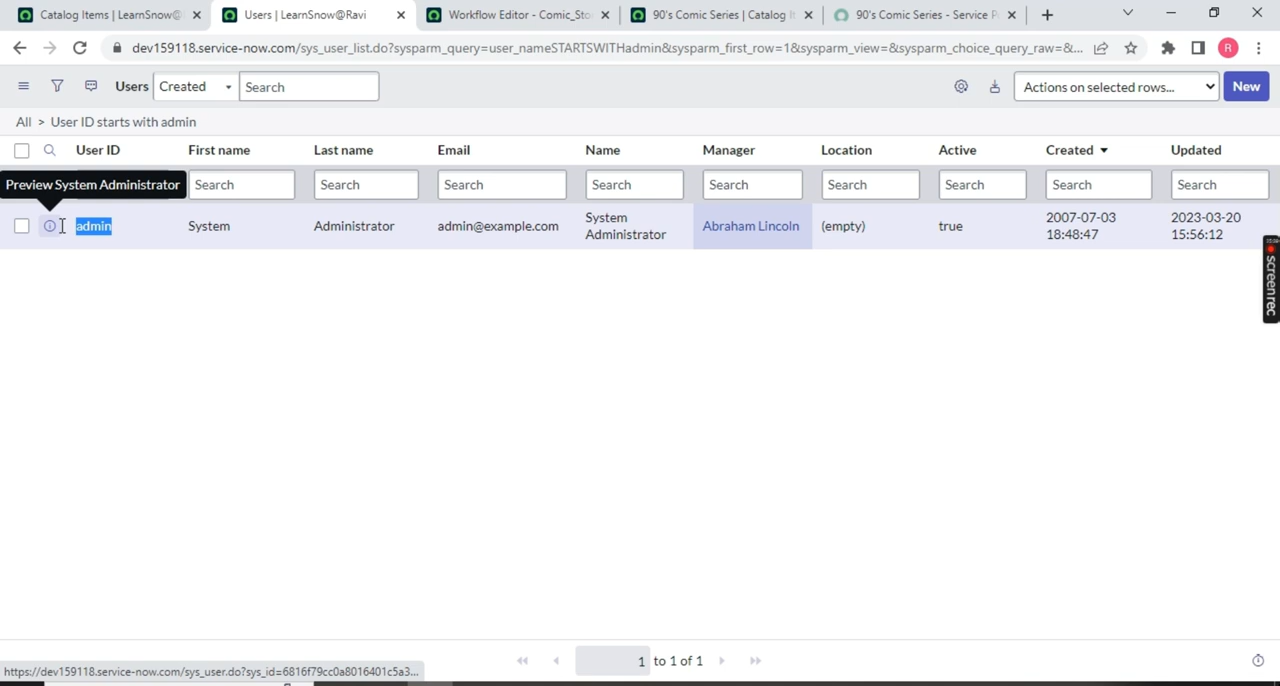 Catalog Items | LearnSnow@
Users | LearnSnow@Ravi
Workflow Editor - Comic_Sto
90's Comic Series | Catalog It
90's Comic Series - Service P
dev159118.service-now.com/sys_user_list.do?sysparm_query=user_nameSTARTSWITHadmin&sysparm_first_row=1&sysparm_view=&sysparm_choice_query_raw=&...
R
Users
Created
Search
Actions on selected rows...
New
All > User ID starts with admin
User ID First name Last name Email Name Manager Location Active Created Updated
Preview System Administrator
Search Search Search Search Search Search Search Search Search
admin System Administrator admin@example.com System Administrator Abraham Lincoln (empty) true 2007-07-03 18:48:47 2023-03-20 15:56:12
screenrec
1 to 1 of 1
https://dev159118.service-now.com/sys_user.do?sys_id=6816f79cc0a8016401c5a3...